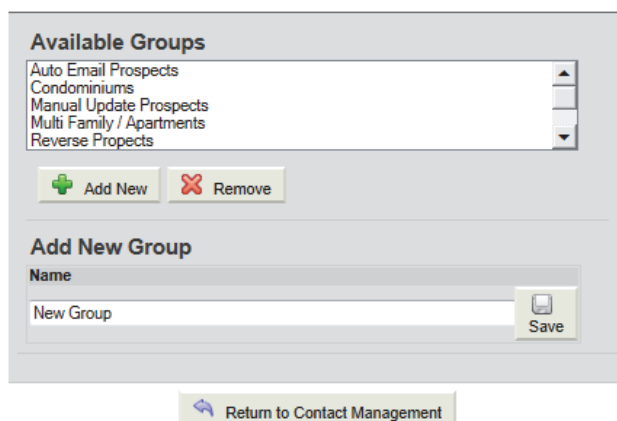 Available Groups
Auto Email Prospects
Condominiums
Manual Update Prospects
Multi Family / Apartments
Reverse Propects
Add New
Remove
Add New Group
Name
New Group
Save
Return to Contact Management